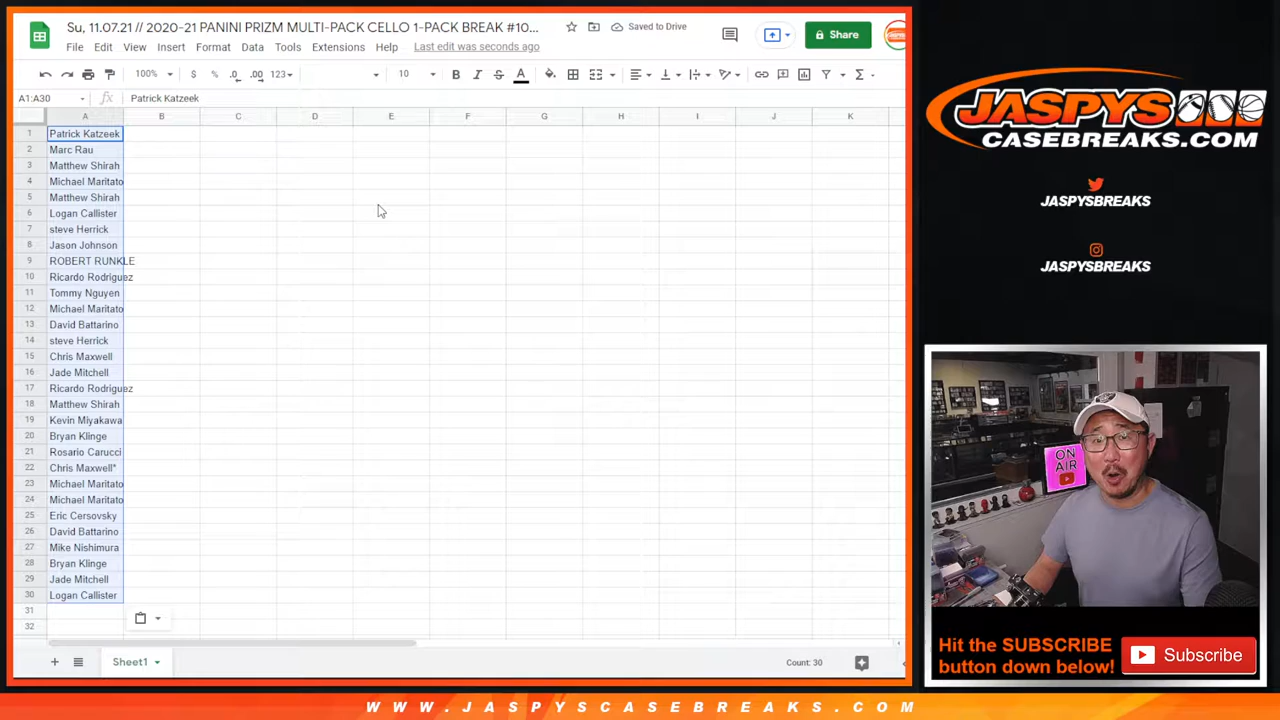 Su, 11.07.21 // 2020-21 PANINI PRIZM MULTI-PACK CELLO 1-PACK BREAK #10...
Saved to Drive
Share
File Edit View Insert Format Data Tools Extensions Help Last edit was seconds ago
100% $ % .0 .00 123 10 B I S A
A1:A30 fx Patrick Katzeek
A B C D E F G H I J K
1 Patrick Katzeek
2 Marc Rau
3 Matthew Shirah
4 Michael Maritato
5 Matthew Shirah
6 Logan Callister
7 steve Herrick
8 Jason Johnson
9 ROBERT RUNKLE
10 Ricardo Rodriguez
11 Tommy Nguyen
12 Michael Maritato
13 David Battarino
14 steve Herrick
15 Chris Maxwell
16 Jade Mitchell
17 Ricardo Rodriguez
18 Matthew Shirah
19 Kevin Miyakawa
20 Bryan Klinge
21 Rosario Carucci
22 Chris Maxwell*
23 Michael Maritato
24 Michael Maritato
25 Eric Cersovsky
26 David Battarino
27 Mike Nishimura
28 Bryan Klinge
29 Jade Mitchell
30 Logan Callister
31
32
Sheet1
Count: 30
JASPYS
CASEBREAKS.COM
JASPYSBREAKS
JASPYSBREAKS
ON
AIR
Hit the SUBSCRIBE
button down below!
Subscribe
WWW.JASPYSCASEBREAKS.COM